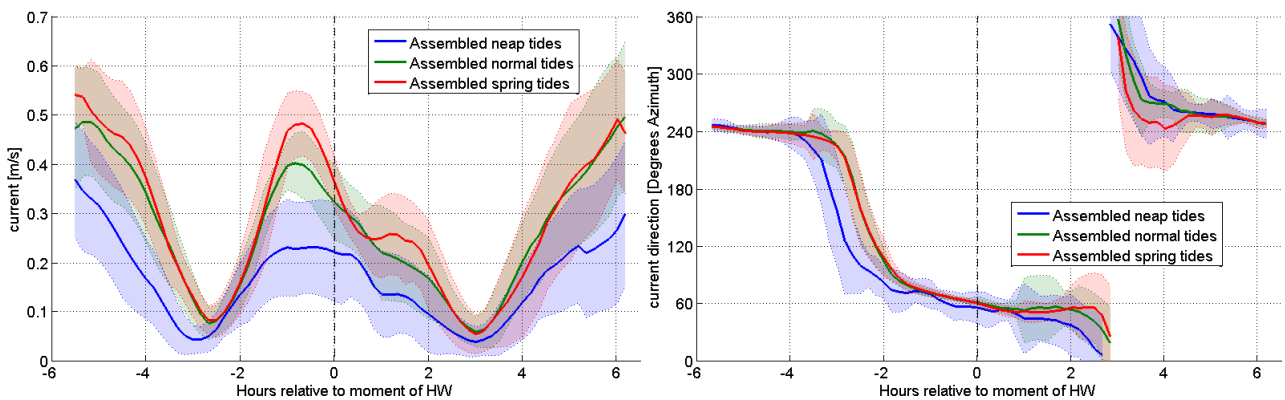 current [m/s]
0.7
0.6
0.5
0.4
0.3
0.2
0.1
0
-6
-4
-2
0
2
4
6
Hours relative to moment of HW
Assembled neap tides
Assembled normal tides
Assembled spring tides
current direction [Degrees Azimuth]
360
300
240
180
120
60
0
-6
-4
-2
0
2
4
6
Hours relative to moment of HW
Assembled neap tides
Assembled normal tides
Assembled spring tides